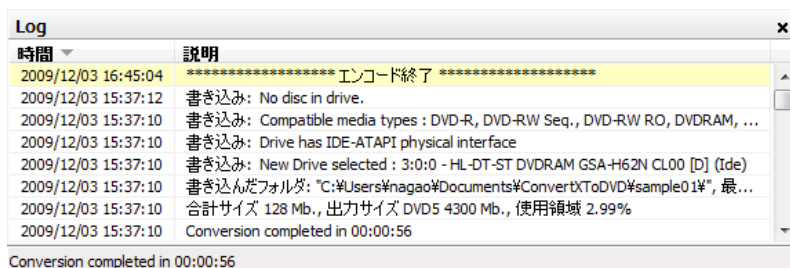 Log
時間 説明
2009/12/03 16:45:04 ****************** エンコード終了 *******************
2009/12/03 15:37:12 書き込み: No disc in drive.
2009/12/03 15:37:10 書き込み: Compatible media types : DVD-R, DVD-RW Seq., DVD-RW RO, DVDRAM, ...
2009/12/03 15:37:10 書き込み: Drive has IDE-ATAPI physical interface
2009/12/03 15:37:10 書き込み: New Drive selected : 3:0:0 - HL-DT-ST DVDRAM GSA-H62N CL00 [D] (Ide)
2009/12/03 15:37:10 書き込んだフォルダ: "C:¥Users¥nagao¥Documents¥ConvertXToDVD¥sample01¥", 最...
2009/12/03 15:37:10 合計サイズ 128 Mb., 出力サイズ DVD5 4300 Mb., 使用領域 2.99%
2009/12/03 15:37:10 Conversion completed in 00:00:56
Conversion completed in 00:00:56